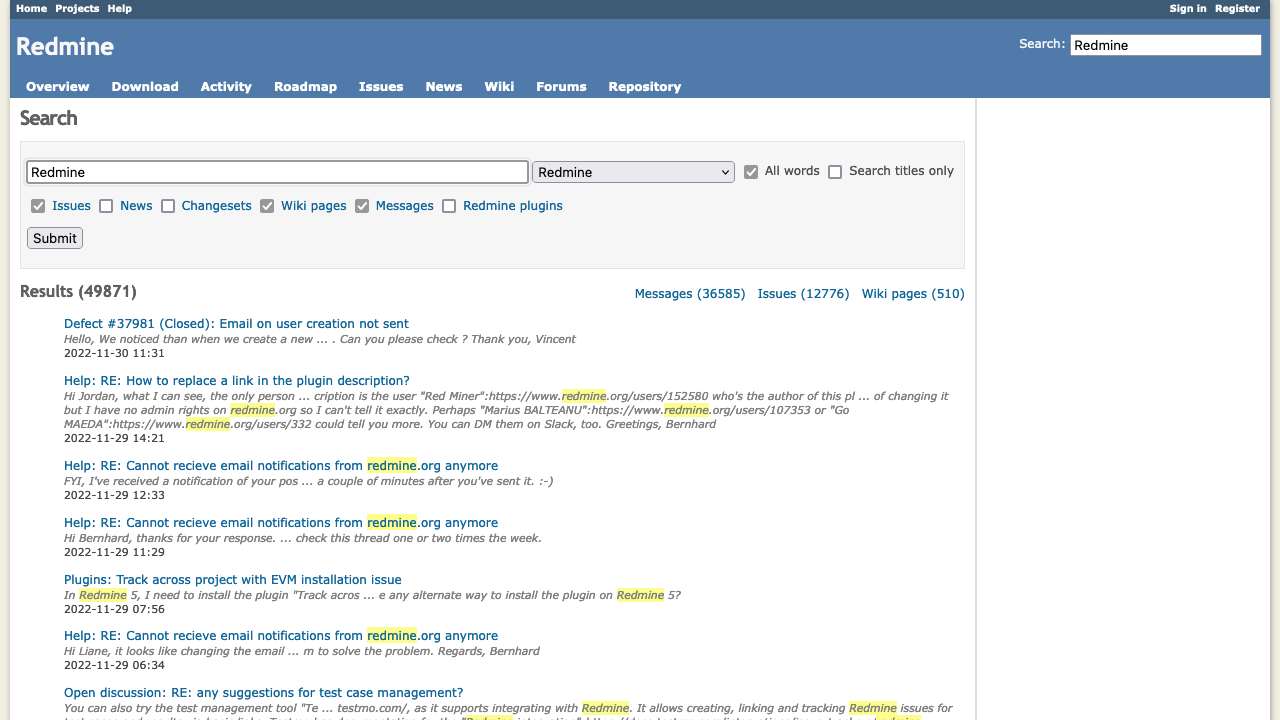 Home Projects Help Sign in Register
Redmine
Search: Redmine
Overview Download Activity Roadmap Issues News Wiki Forums Repository
Search
Redmine Redmine All words Search titles only
Issues News Changesets Wiki pages Messages Redmine plugins
Submit
Results (49871)
Messages (36585) Issues (12776) Wiki pages (510)
Defect #37981 (Closed): Email on user creation not sent
Hello, We noticed than when we create a new ... . Can you please check ? Thank you, Vincent
2022-11-30 11:31
Help: RE: How to replace a link in the plugin description?
Hi Jordan, what I can see, the only person ... cription is the user "Red Miner":https://www.redmine.org/users/152580 who's the author of this pl ... of changing it
but I have no admin rights on redmine.org so I can't tell it exactly. Perhaps "Marius BALTEANU":https://www.redmine.org/users/107353 or "Go
MAEDA":https://www.redmine.org/users/332 could tell you more. You can DM them on Slack, too. Greetings, Bernhard
2022-11-29 14:21
Help: RE: Cannot recieve email notifications from redmine.org anymore
FYI, I've received a notification of your pos ... a couple of minutes after you've sent it. :-)
2022-11-29 12:33
Help: RE: Cannot recieve email notifications from redmine.org anymore
Hi Bernhard, thanks for your response. ... check this thread one or two times the week.
2022-11-29 11:29
Plugins: Track across project with EVM installation issue
In Redmine 5, I need to install the plugin "Track acros ... e any alternate way to install the plugin on Redmine 5?
2022-11-29 07:56
Help: RE: Cannot recieve email notifications from redmine.org anymore
Hi Liane, it looks like changing the email ... m to solve the problem. Regards, Bernhard
2022-11-29 06:34
Open discussion: RE: any suggestions for test case management?
You can also try the test management tool "Te ... testmo.com/, as it supports integrating with Redmine. It allows creating, linking and tracking Redmine issues for